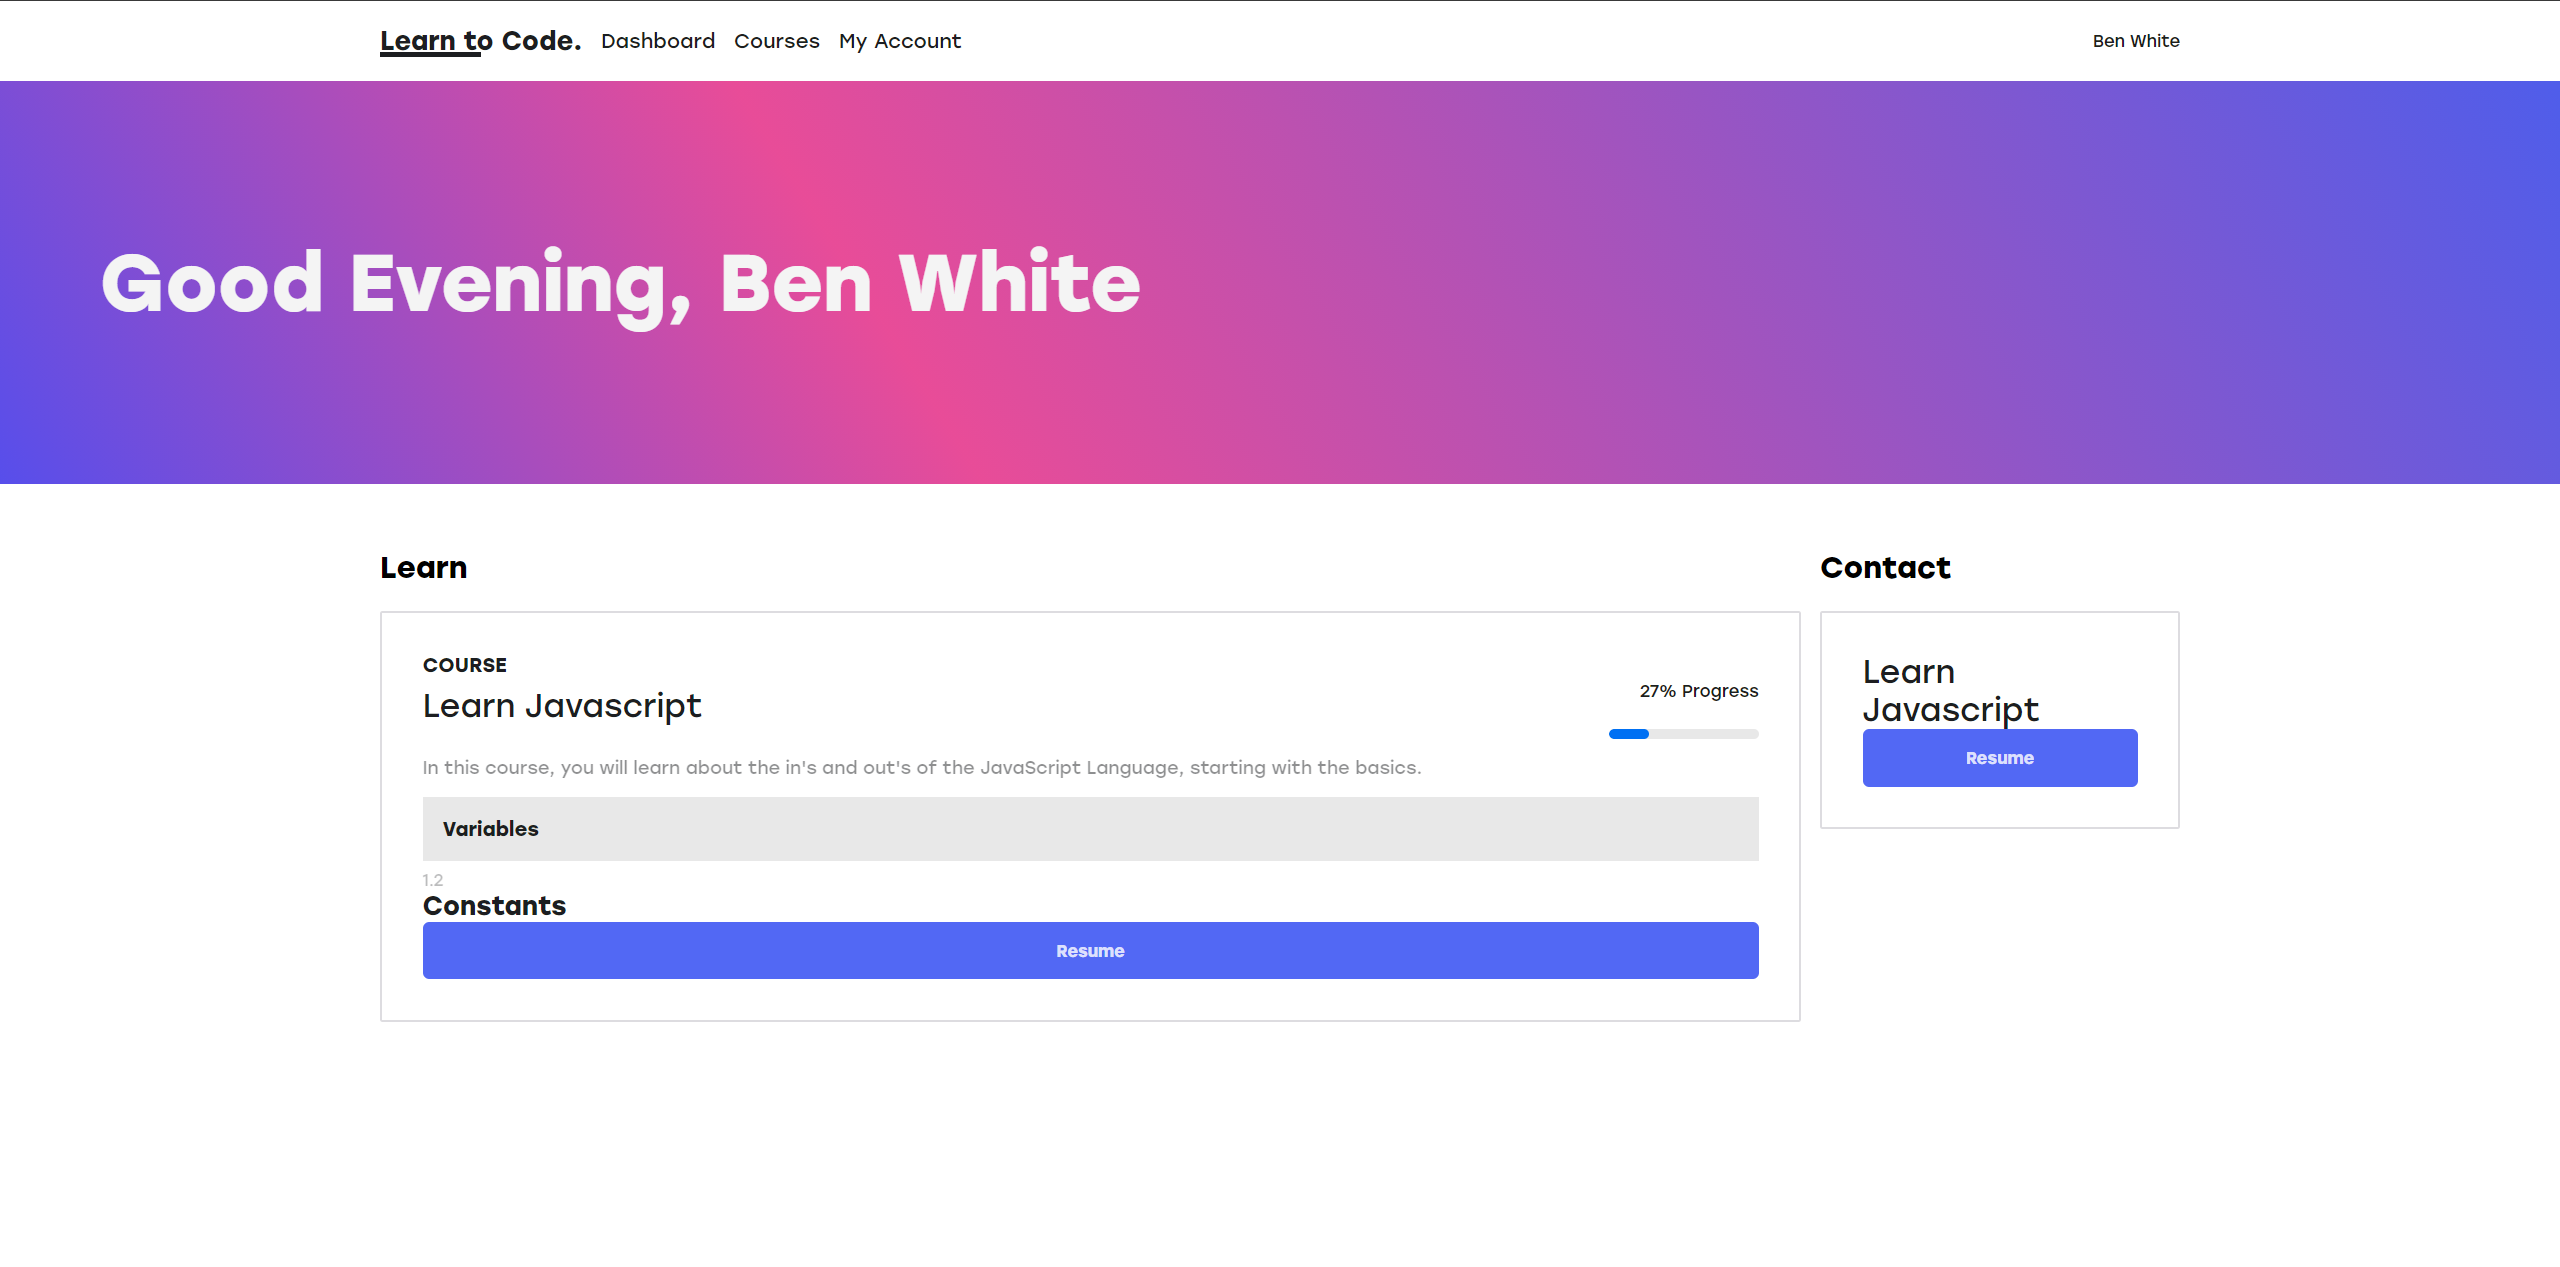 Learn to Code. Dashboard Courses My Account Ben White
Good Evening, Ben White
Learn
COURSE
Learn Javascript
27% Progress
In this course, you will learn about the in's and out's of the JavaScript Language, starting with the basics.
Variables
1.2
Constants
Resume
Contact
Learn
Javascript
Resume